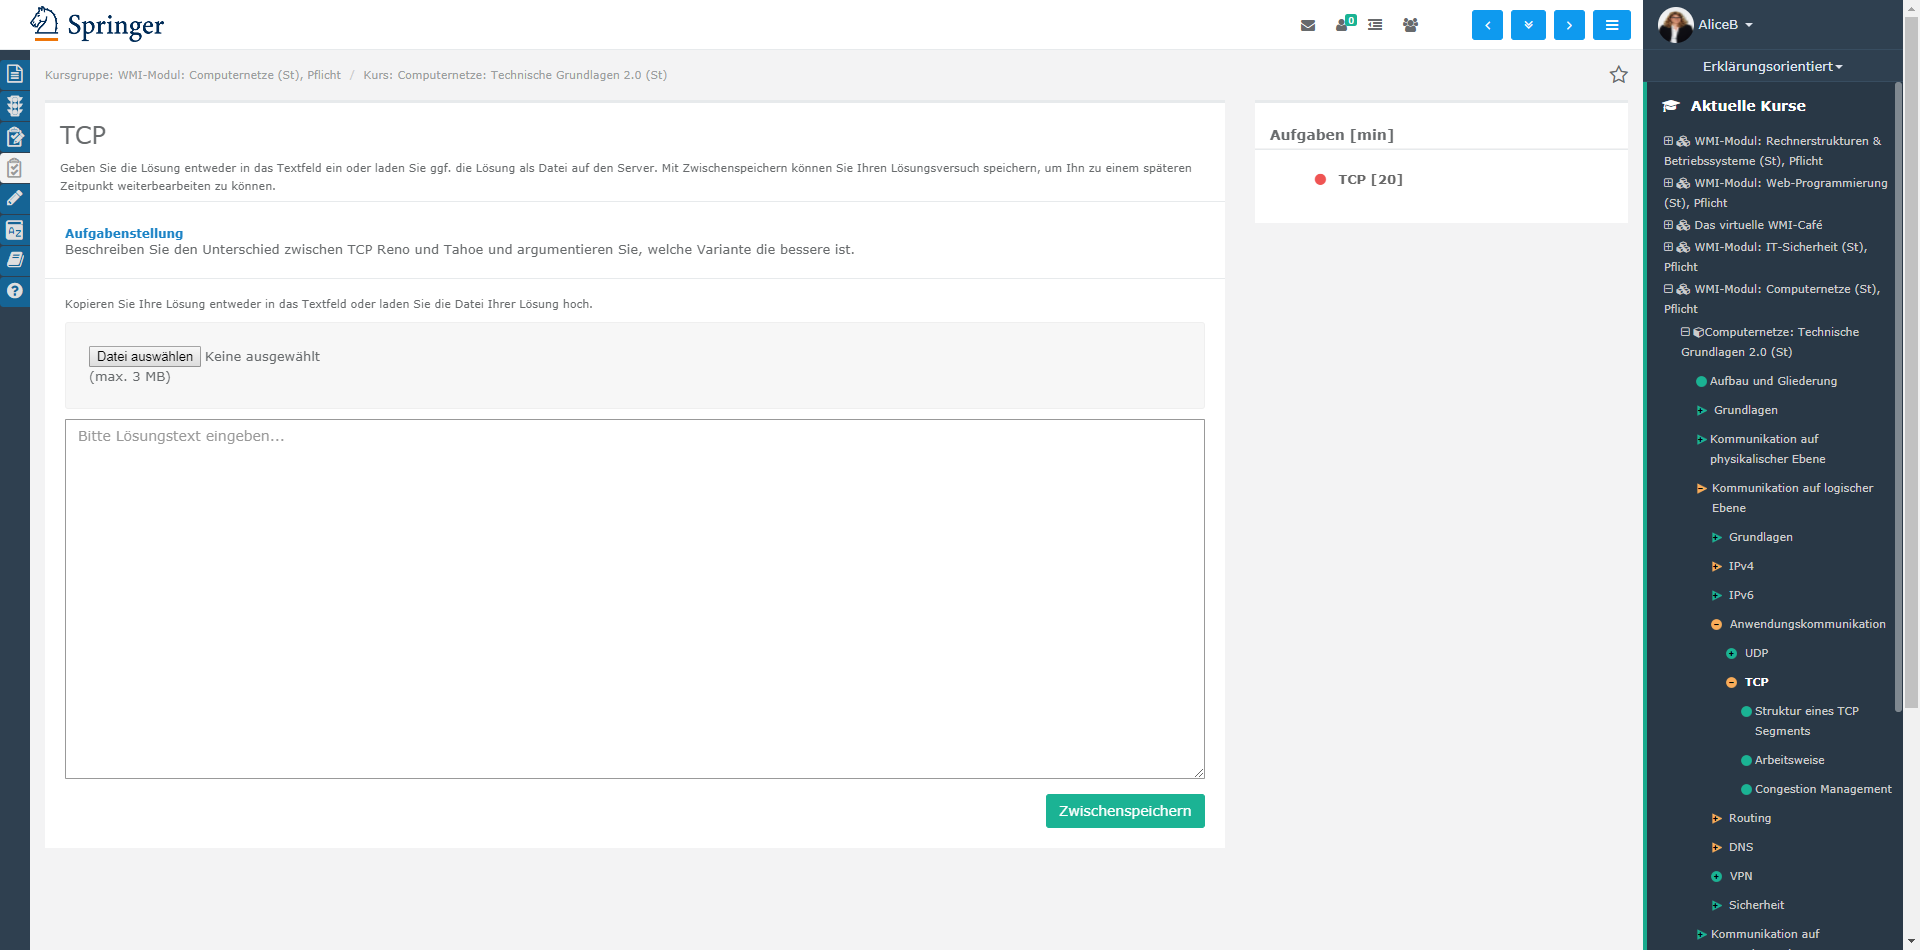 Springer
0
AliceB
Erklärungsorientiert
Kursgruppe: WMI-Modul: Computernetze (St), Pflicht / Kurs: Computernetze: Technische Grundlagen 2.0 (St)
TCP
Geben Sie die Lösung entweder in das Textfeld ein oder laden Sie ggf. die Lösung als Datei auf den Server. Mit Zwischenspeichern können Sie Ihren Lösungsversuch speichern, um Ihn zu einem späteren
Zeitpunkt weiterbearbeiten zu können.
Aufgabenstellung
Beschreiben Sie den Unterschied zwischen TCP Reno und Tahoe und argumentieren Sie, welche Variante die bessere ist.
Kopieren Sie Ihre Lösung entweder in das Textfeld oder laden Sie die Datei Ihrer Lösung hoch.
Datei auswählen Keine ausgewählt
(max. 3 MB)
Bitte Lösungstext eingeben...
Zwischenspeichern
Aufgaben [min]
TCP [20]
Aktuelle Kurse
WMI-Modul: Rechnerstrukturen &
Betriebssysteme (St), Pflicht
WMI-Modul: Web-Programmierung
(St), Pflicht
Das virtuelle WMI-Café
WMI-Modul: IT-Sicherheit (St),
Pflicht
WMI-Modul: Computernetze (St),
Pflicht
Computernetze: Technische
Grundlagen 2.0 (St)
Aufbau und Gliederung
Grundlagen
Kommunikation auf
physikalischer Ebene
Kommunikation auf logischer
Ebene
Grundlagen
IPv4
IPv6
Anwendungskommunikation
UDP
TCP
Struktur eines TCP
Segments
Arbeitsweise
Congestion Management
Routing
DNS
VPN
Sicherheit
Kommunikation auf